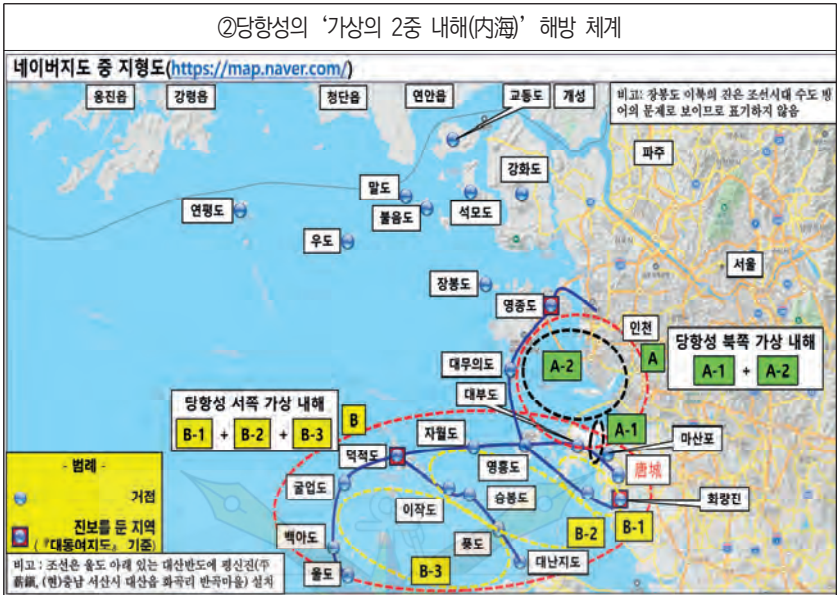 ②당항성의 ‘가상의 2중 내해(内海)’ 해방 체계
네이버지도 중 지형도(https://map.naver.com/)
옹진읍
강령읍
청단읍
연안읍
교동도
개성
비고: 장봉도 이북의 진은 조선시대 수도 방
어의 문제로 보이므로 표기하지 않음
파주
강화도
말도
연평도
볼음도
석모도
우도
서울
장봉도
영종도
인천
당항성 북쪽 가상 내해
A
A-1 + A-2
대무의도
A-2
대부도
당항성 서쪽 가상 내해
B
B-1 + B-2 + B-3
A-1
자월도
마산포
덕적도
영흥도
唐城
- 범례 -
거점
진보를 둔 지역
(『대동여지도』 기준)
굴업도
이작도
승봉도
화량진
B-2
B-1
백아도
풍도
B-3
대난지도
울도
비고 : 조선은 울도 아래 있는 대산반도에 평신진(平
薪鎭, (현)충남 서산시 대산읍 화곡리 반곡마을) 설치